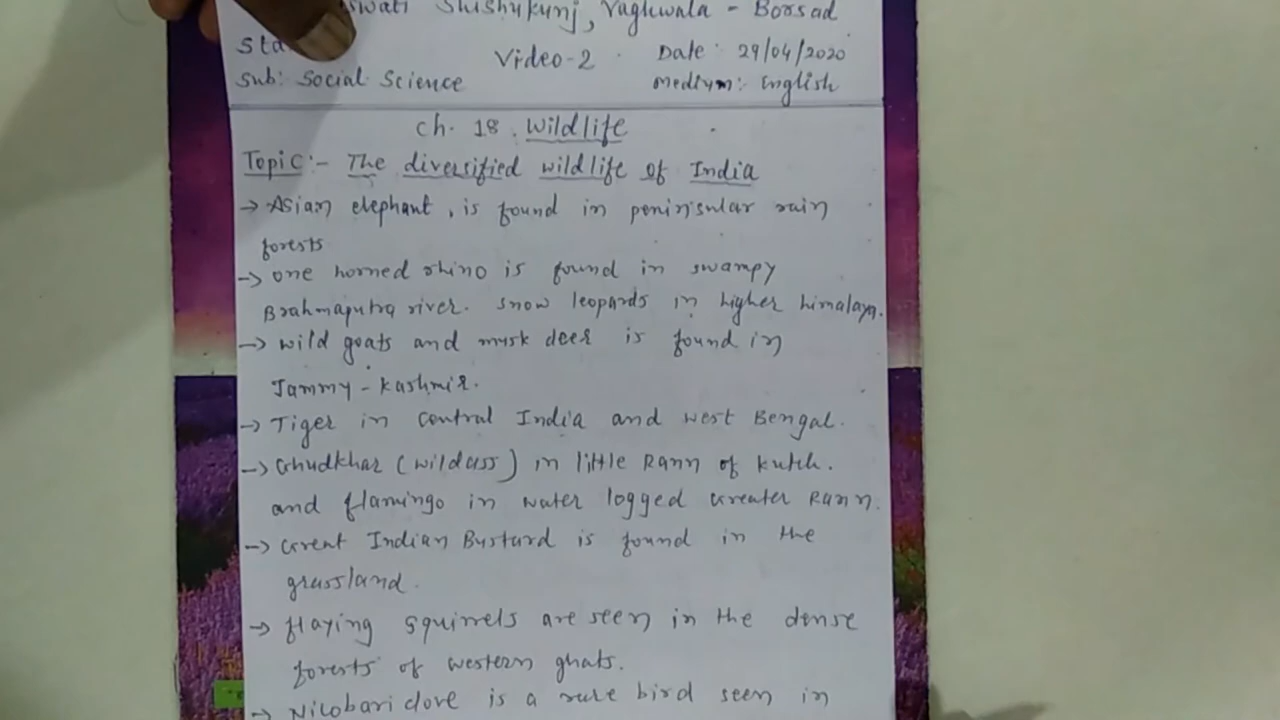 Shishukunj, Vaghwala - Borsad
Video-2 Date: 29/04/2020
Sub: Social Science Medium: English
Ch. 18. Wildlife
Topic:- The diversified wildlife of India
→ Asian elephant, is found in peninsular rain
forests
→ one horned rhino is found in swampy
Brahmaputra river. snow leopards in higher himalaya.
→ wild goats and musk deer is found in
Jammu - Kashmir.
→ Tiger in central India and west Bengal.
→ Ghudkhar (wildass) in little Rann of Kutch.
and flamingo in water logged Greater Rann.
→ Great Indian Bustard is found in the
grassland.
→ flaying squirrels are seen in the dense
forests of western ghats.
→ Nicobari dove is a rare bird seen in